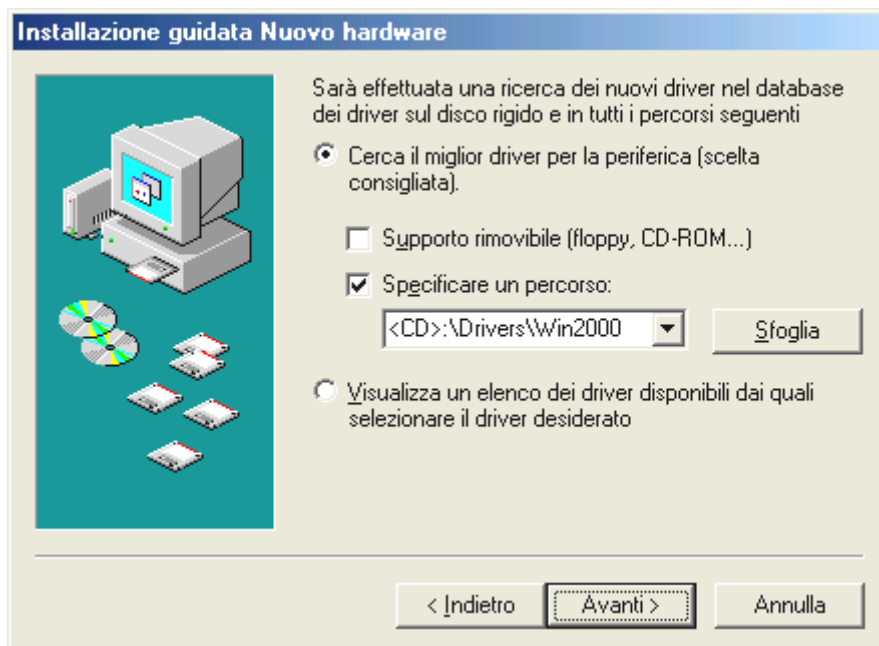 Installazione guidata Nuovo hardware
Sarà effettuata una ricerca dei nuovi driver nel database
dei driver sul disco rigido e in tutti i percorsi seguenti
Cerca il miglior driver per la periferica (scelta
consigliata).
Supporto rimovibile (floppy, CD-ROM...)
Specificare un percorso:
<CD>:\Drivers\Win2000
Sfoglia
Visualizza un elenco dei driver disponibili dai quali
selezionare il driver desiderato
< Indietro
Avanti >
Annulla